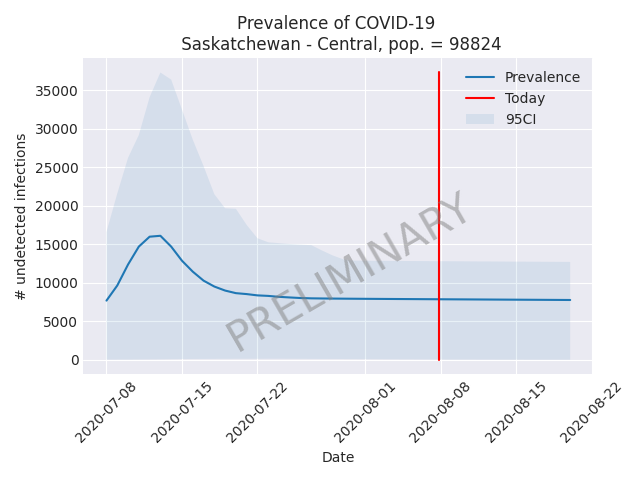 Prevalence of COVID-19
Saskatchewan - Central, pop. = 98824
Prevalence
Today
95CI
# undetected infections
35000
30000
25000
20000
15000
10000
5000
0
PRELIMINARY
2020-07-08
2020-07-15
2020-07-22
2020-08-01
2020-08-08
2020-08-15
2020-08-22
Date